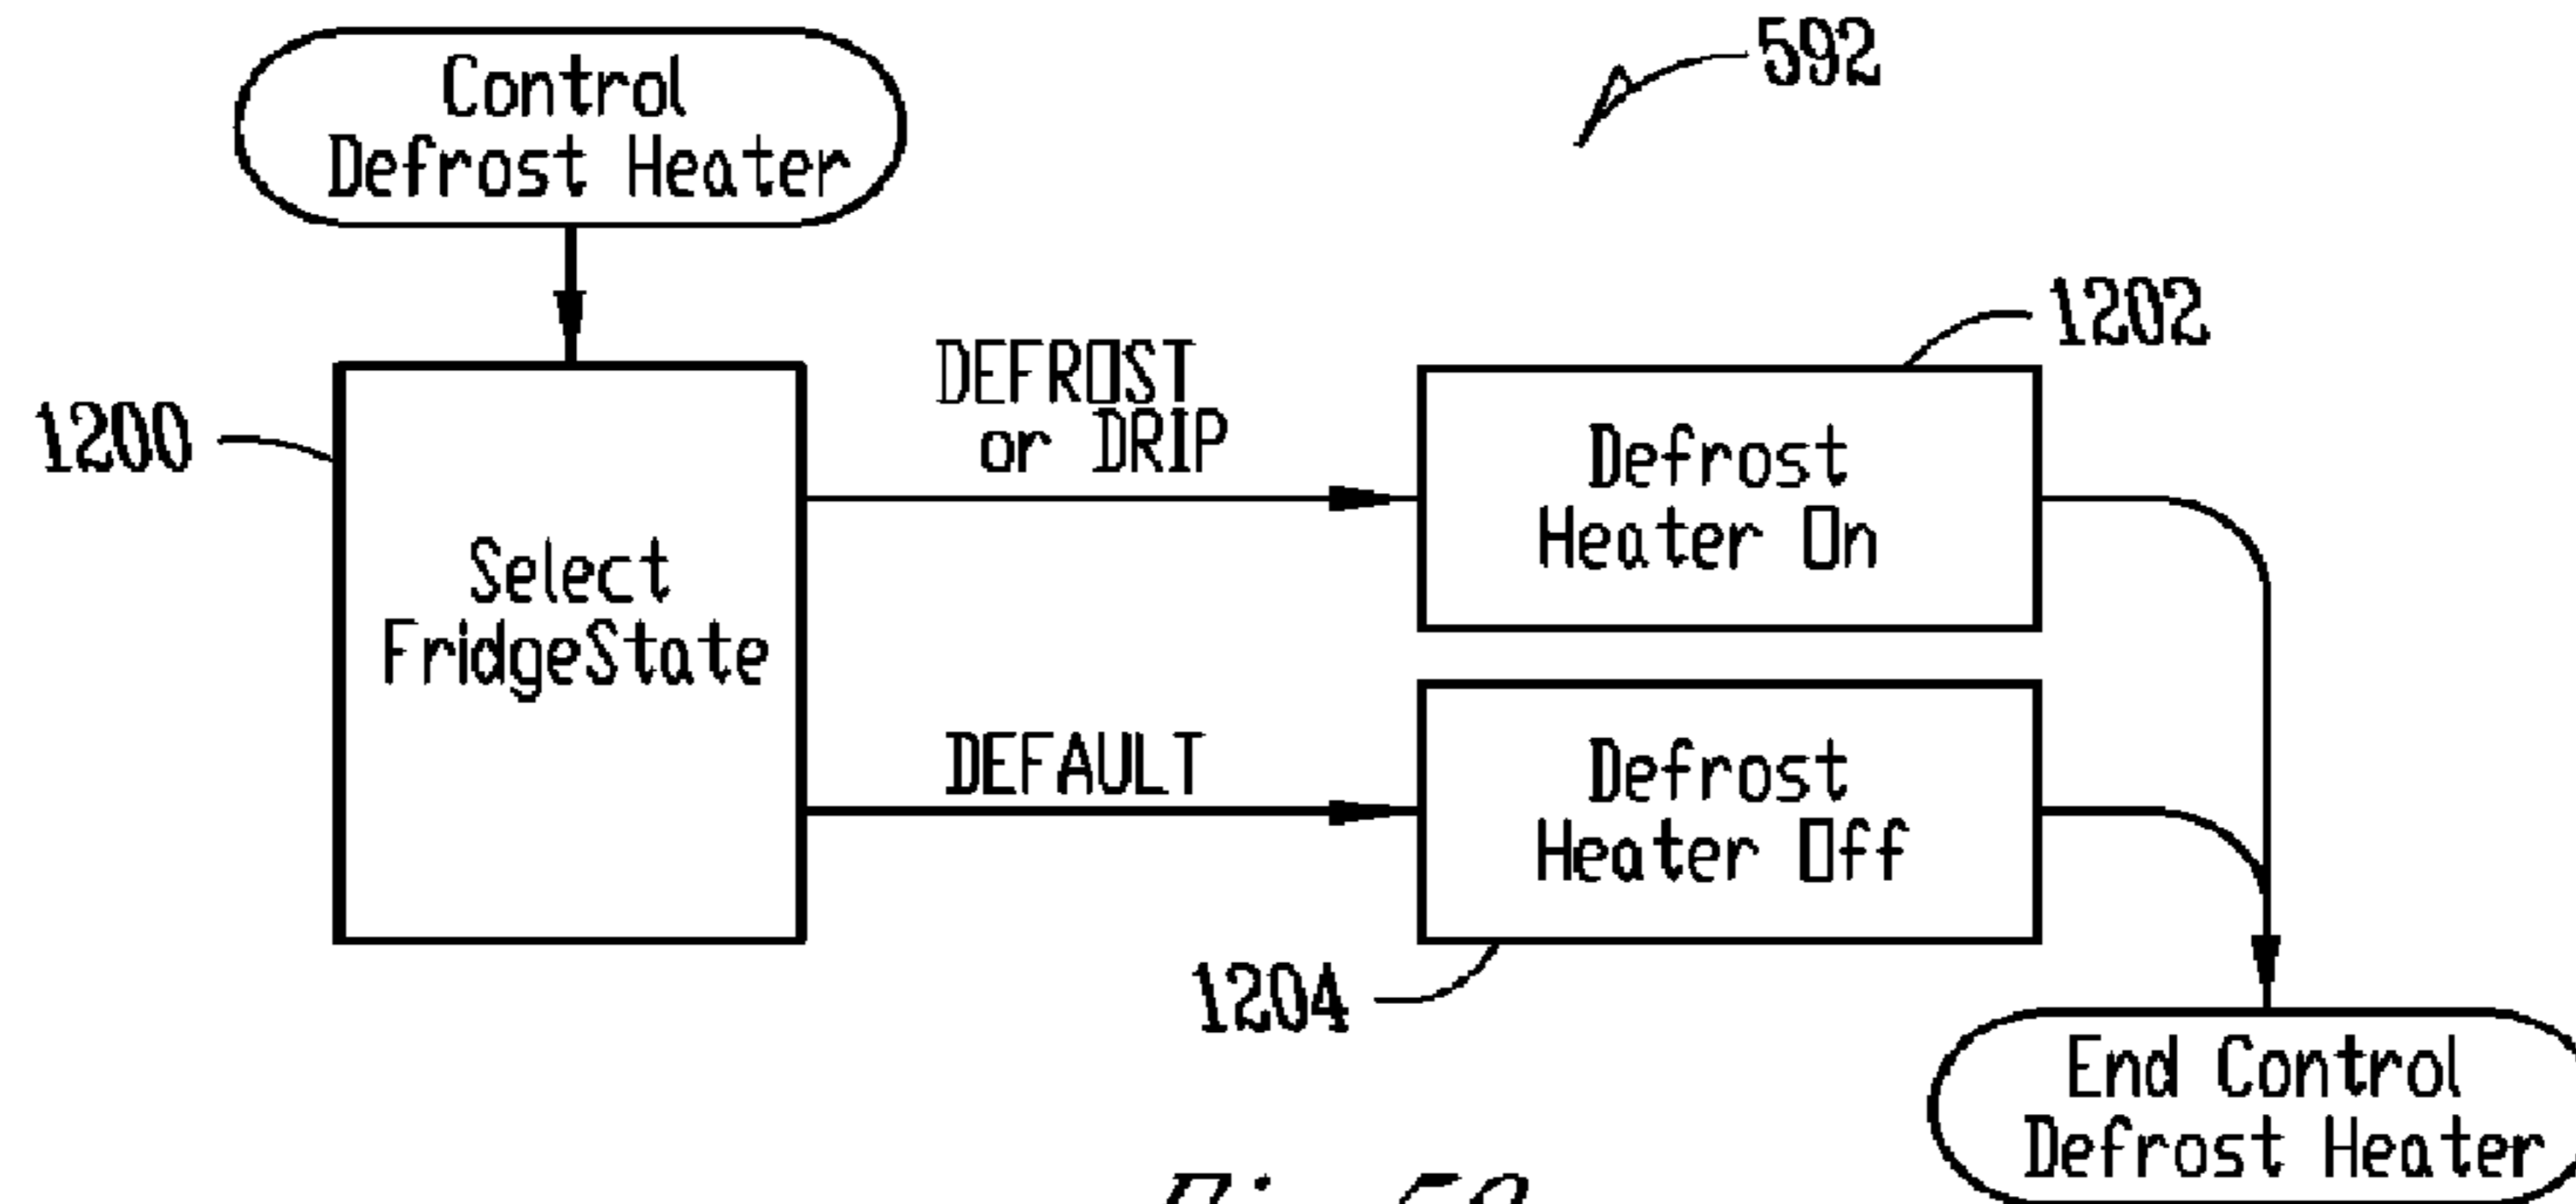 Control
Defrost Heater
592
1202
1200
DEFROST
or DRIP
Defrost
Heater On
Select
FridgeState
DEFAULT
Defrost
Heater Off
1204
End Control
Defrost Heater